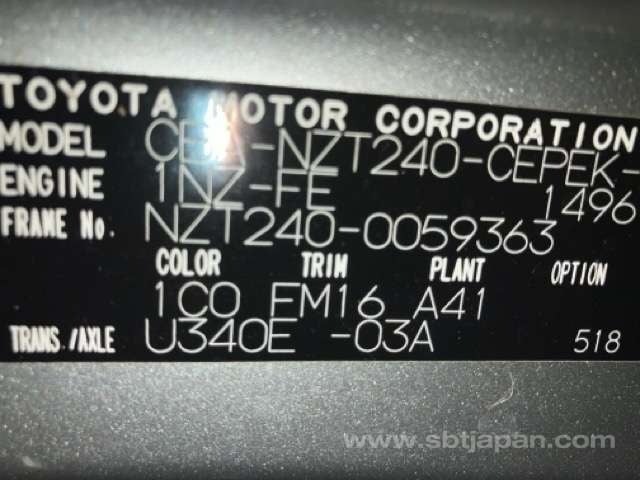 TOYOTA MOTOR CORPORATION
MODEL CBA-NZT240-CEPEK-
ENGINE 1NZ-FE 1496
FRAME No. NZT240-0059363
COLOR TRIM PLANT OPTION
1C0 FM16 A41
TRANS./AXLE U340E -03A 518
www.sbtjapan.com